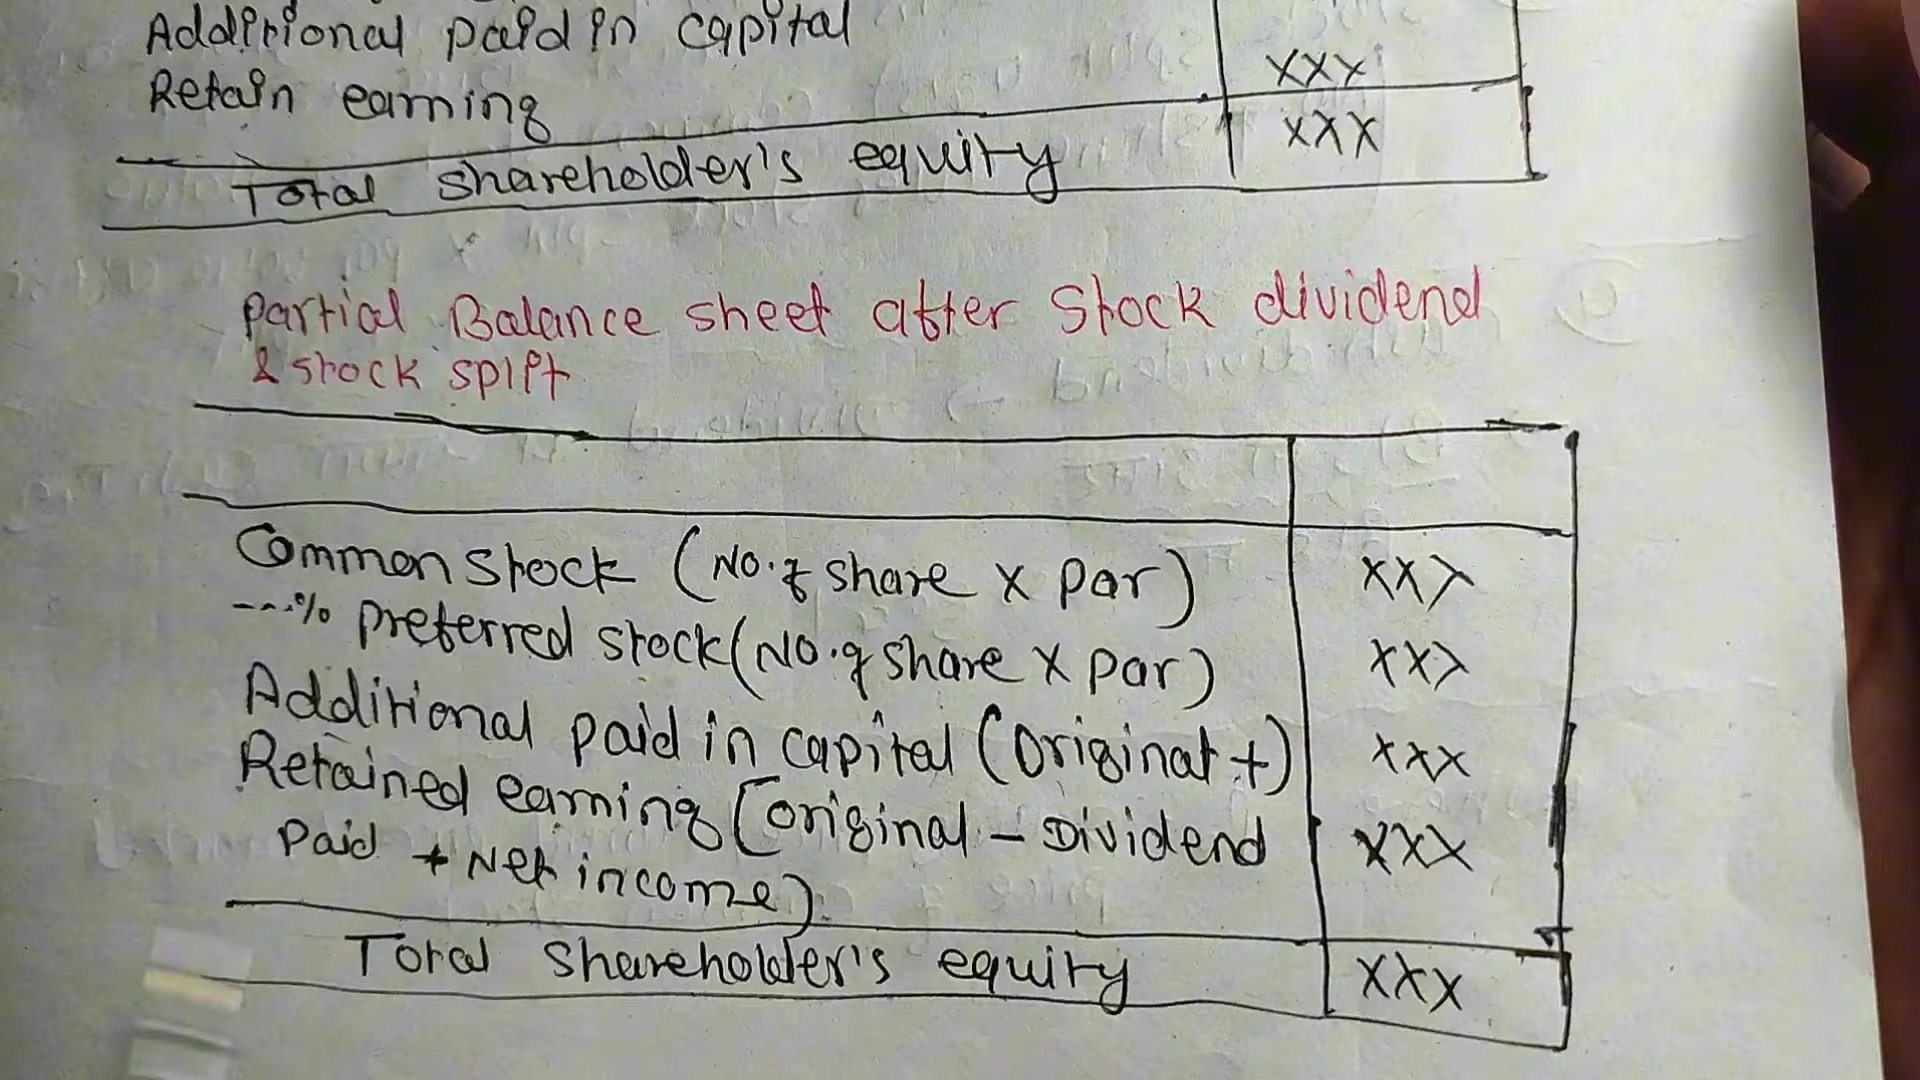 Additional paid in capital
Retain earning xxx
Total shareholder's equity xxx
Partial Balance sheet after Stock dividend
& stock split
Common stock (No. of share x par) xxx
---% preferred stock (No. of share x par) xxx
Additional paid in capital (Original +) xxx
Retained earning [original - Dividend xxx
Paid + Net income)
Total shareholder's equity xxx